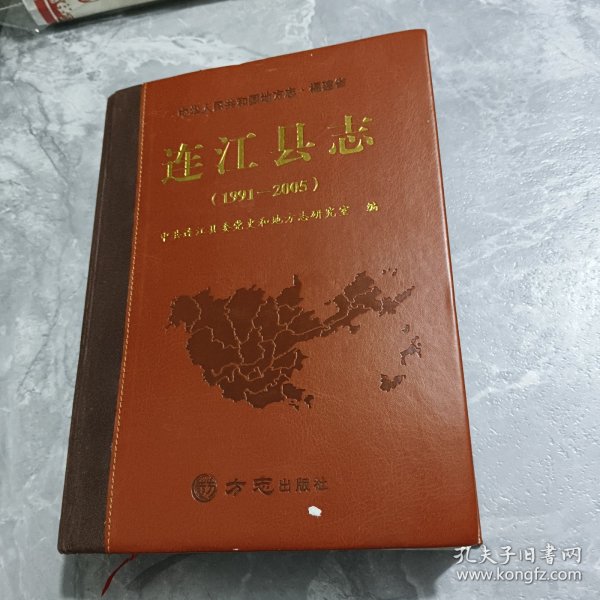 中华人民共和国地方志·福建省
连江县志
(1991—2005)
中共连江县委党史和地方志研究室 编
方志出版社
孔夫子旧书网
www.kongfz.com